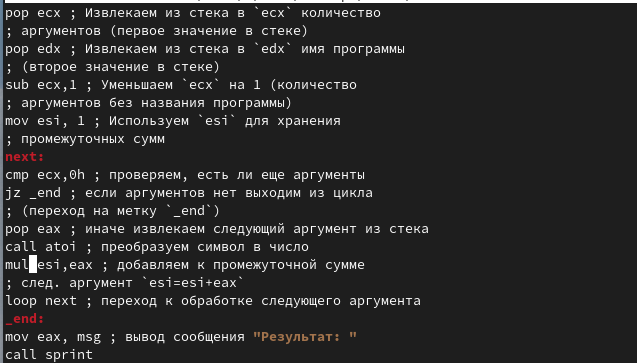 pop ecx ; Извлекаем из стека в `ecx` количество
; аргументов (первое значение в стеке)
pop edx ; Извлекаем из стека в `edx` имя программы
; (второе значение в стеке)
sub ecx,1 ; Уменьшаем `ecx` на 1 (количество
; аргументов без названия программы)
mov esi, 1 ; Используем `esi` для хранения
; промежуточных сумм
next:
cmp ecx,0h ; проверяем, есть ли еще аргументы
jz _end ; если аргументов нет выходим из цикла
; (переход на метку `_end`)
pop eax ; иначе извлекаем следующий аргумент из стека
call atoi ; преобразуем символ в число
mul esi,eax ; добавляем к промежуточной сумме
; след. аргумент `esi=esi+eax`
loop next ; переход к обработке следующего аргумента
_end:
mov eax, msg ; вывод сообщения "Результат: "
call sprint